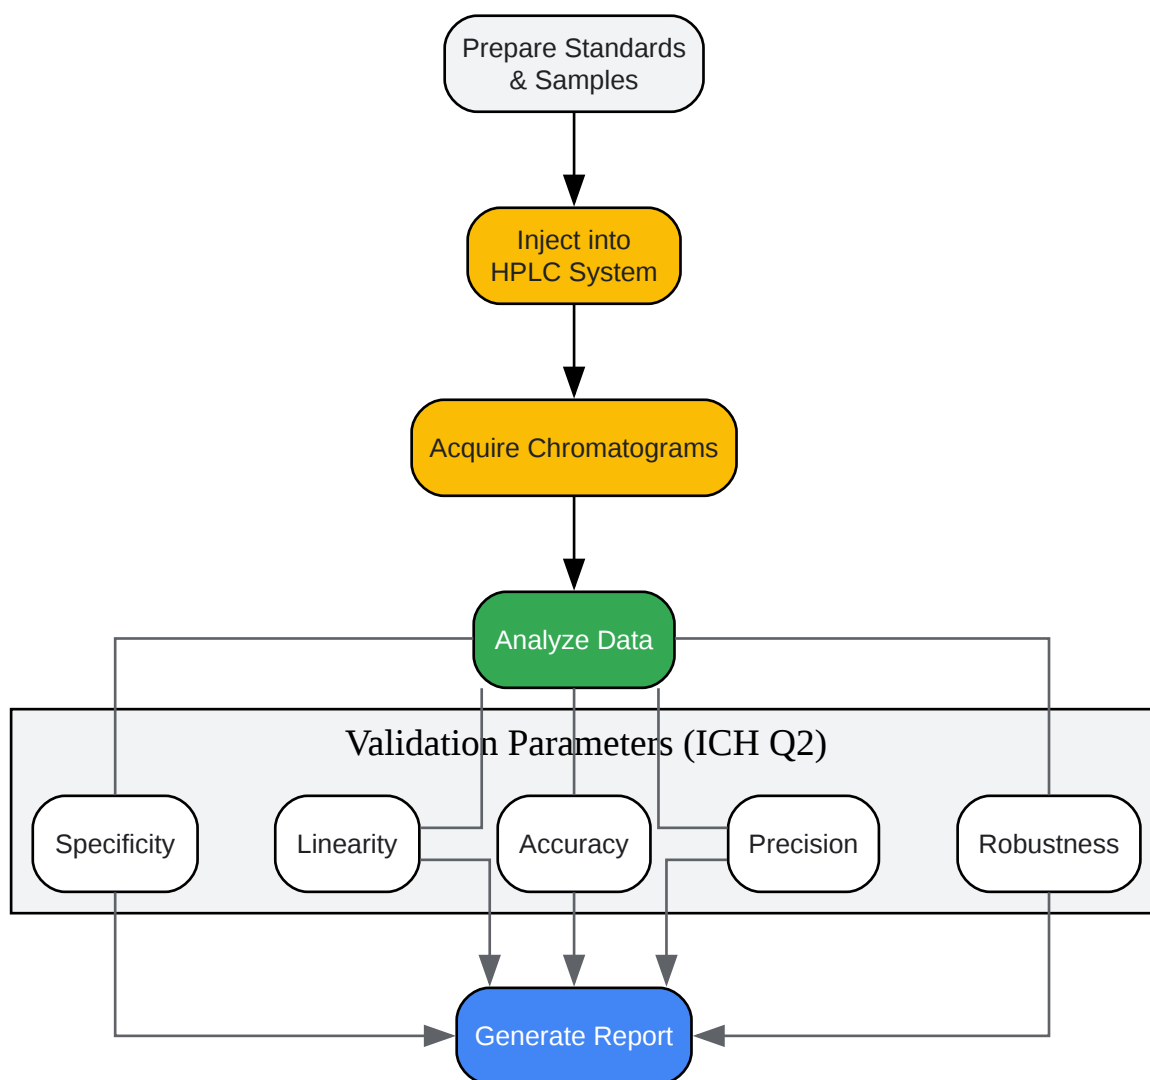 Prepare Standards
& Samples
Inject into
HPLC System
Acquire Chromatograms
Analyze Data
Validation Parameters (ICH Q2)
Specificity
Linearity
Accuracy
Precision
Robustness
Generate Report